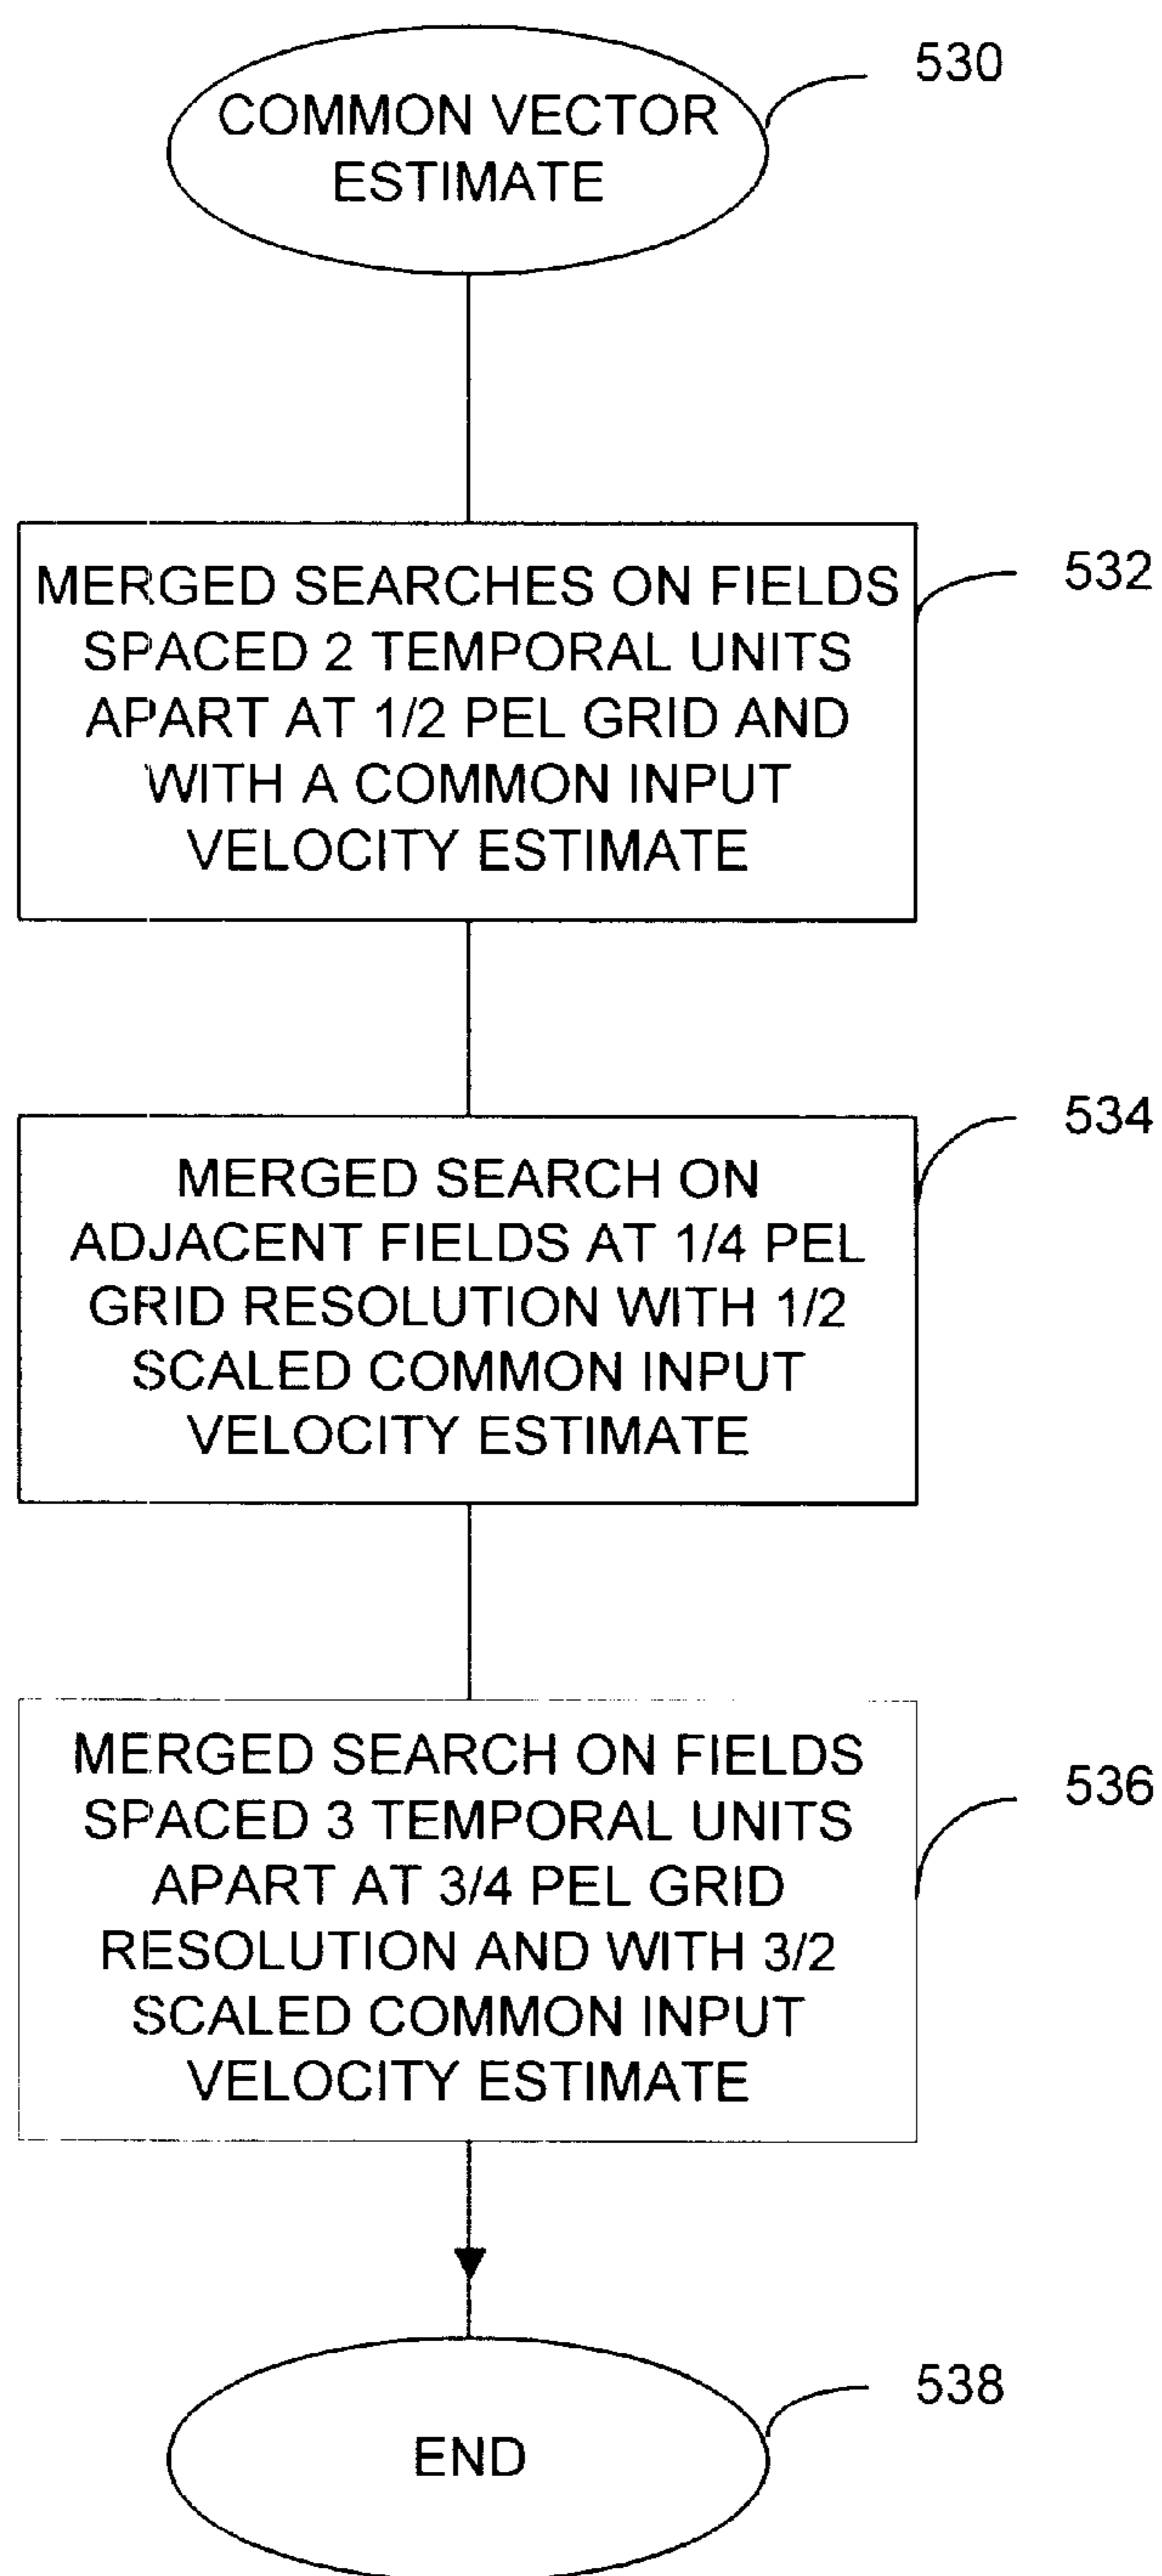 530
COMMON VECTOR
ESTIMATE
532
MERGED SEARCHES ON FIELDS
SPACED 2 TEMPORAL UNITS
APART AT 1/2 PEL GRID AND
WITH A COMMON INPUT
VELOCITY ESTIMATE
534
MERGED SEARCH ON
ADJACENT FIELDS AT 1/4 PEL
GRID RESOLUTION WITH 1/2
SCALED COMMON INPUT
VELOCITY ESTIMATE
536
MERGED SEARCH ON FIELDS
SPACED 3 TEMPORAL UNITS
APART AT 3/4 PEL GRID
RESOLUTION AND WITH 3/2
SCALED COMMON INPUT
VELOCITY ESTIMATE
538
END